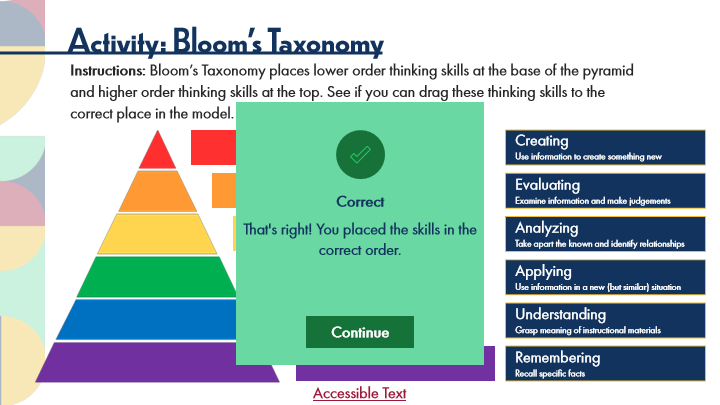 Activity: Bloom's Taxonomy
Instructions: Bloom's Taxonomy places lower order thinking skills at the base of the pyramid
and higher order thinking skills at the top. See if you can drag these thinking skills to the
correct place in the model.
Correct
That's right! You placed the skills in the
correct order.
Continue
Creating
Use information to create something new
Evaluating
Examine information and make judgements
Analyzing
Take apart the known and identify relationships
Applying
Use information in a new (but similar) situation
Understanding
Grasp meaning of instructional materials
Remembering
Recall specific facts
Accessible Text